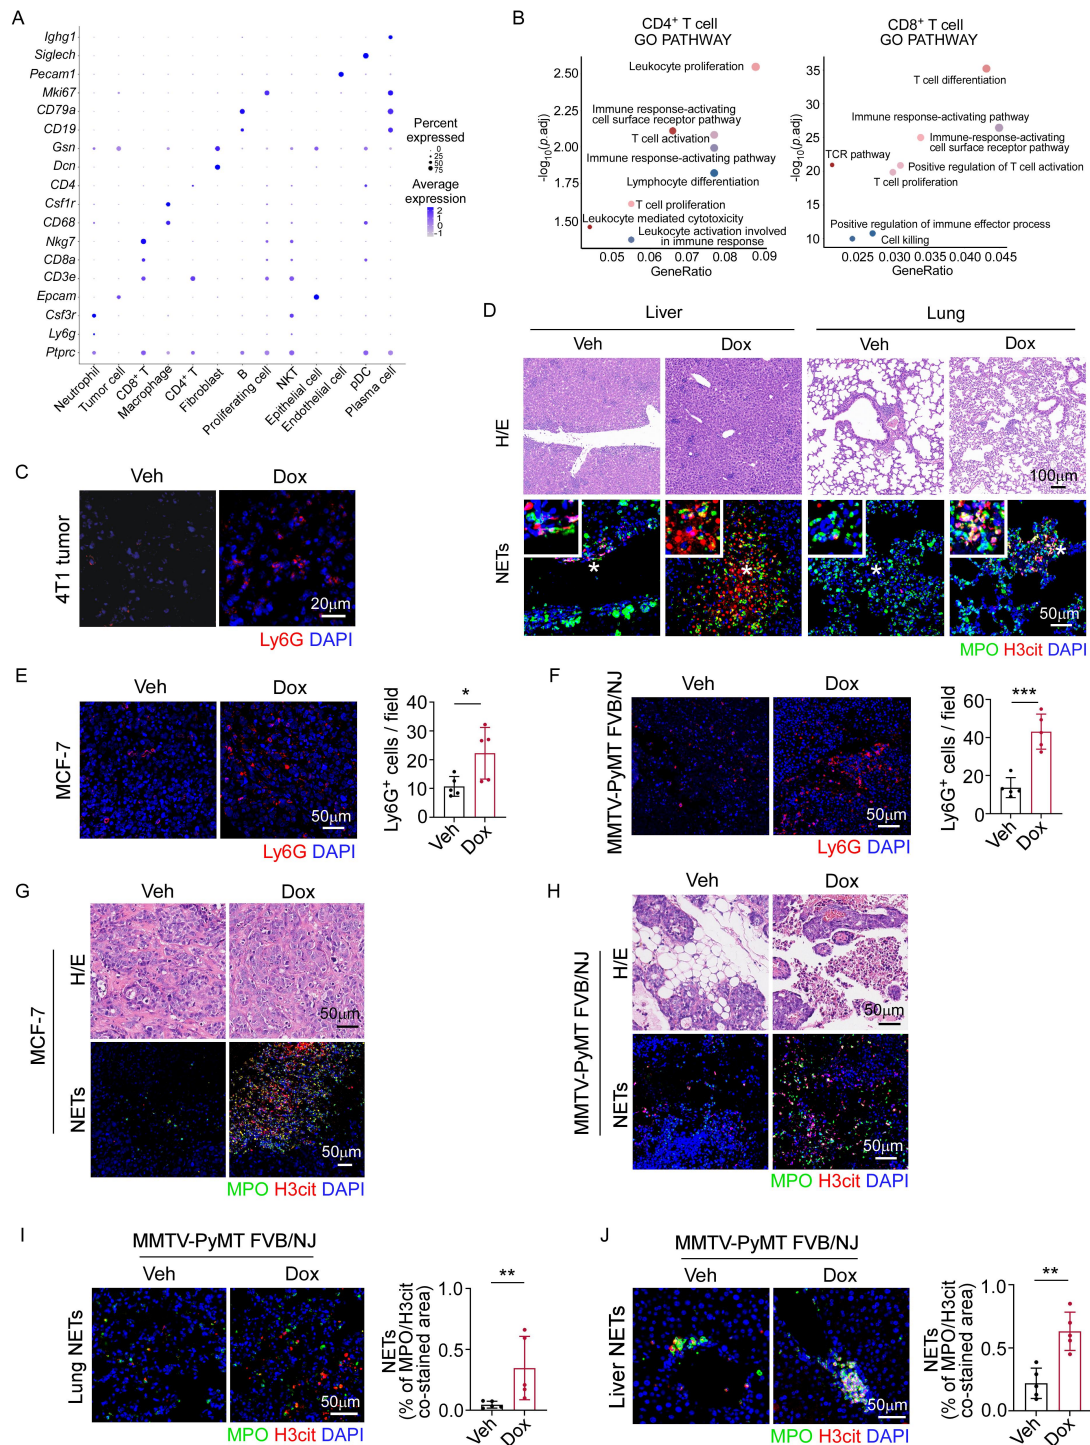 A
Ighg1
Siglech
Pecam1
Mki67
CD79a
CD19
Gsn
Dcn
CD4
Csf1r
CD68
Nkg7
CD8a
CD3e
Epcam
Csf3r
Ly6g
Ptprc
Neutrophil
Tumor cell
CD8⁺ T
Macrophage
CD4⁺ T
Fibroblast
B
Proliferating cell
NKT
Epithelial cell
Endothelial cell
pDC
Plasma cell
Percent
expressed
0
25
50
75
Average
expression
2
1
0
-1
B
CD4⁺ T cell
GO PATHWAY
-log₁₀(p.adj)
2.50
2.25
2.00
1.75
1.50
Leukocyte proliferation
Immune response-activating
cell surface receptor pathway
T cell activation
Immune response-activating pathway
Lymphocyte differentiation
T cell proliferation
Leukocyte mediated cytotoxicity
Leukocyte activation involved
in immune response
0.05 0.06 0.07 0.08 0.09
GeneRatio
CD8⁺ T cell
GO PATHWAY
-log₁₀(p.adj)
35
30
25
20
15
10
T cell differentiation
Immune response-activating pathway
Immune-response-activating
cell surface receptor pathway
TCR pathway
Positive regulation of T cell activation
T cell proliferation
Positive regulation of immune effector process
Cell killing
0.025 0.030 0.035 0.040 0.045
GeneRatio
C
Veh Dox
4T1 tumor
20μm
Ly6G DAPI
D
Liver Lung
Veh Dox Veh Dox
H/E
100μm
NETs
*
*
*
*
50μm
MPO H3cit DAPI
E
Veh Dox
MCF-7
50μm
Ly6G DAPI
Ly6G⁺ cells / field
40
30
20
10
0
*
Veh Dox
F
Veh Dox
MMTV-PyMT FVB/NJ
50μm
Ly6G DAPI
Ly6G⁺ cells / field
60
40
20
0
***
Veh Dox
G
Veh Dox
MCF-7
H/E
50μm
NETs
50μm
MPO H3cit DAPI
H
Veh Dox
MMTV-PyMT FVB/NJ
H/E
50μm
NETs
50μm
MPO H3cit DAPI
I
MMTV-PyMT FVB/NJ
Veh Dox
Lung NETs
50μm
MPO H3cit DAPI
NETs
(% of MPO/H3cit
co-stained area)
1.0
0.5
0.0
**
Veh Dox
J
MMTV-PyMT FVB/NJ
Veh Dox
Liver NETs
50μm
MPO H3cit DAPI
NETs
(% of MPO/H3cit
co-stained area)
1.0
0.5
0.0
**
Veh Dox